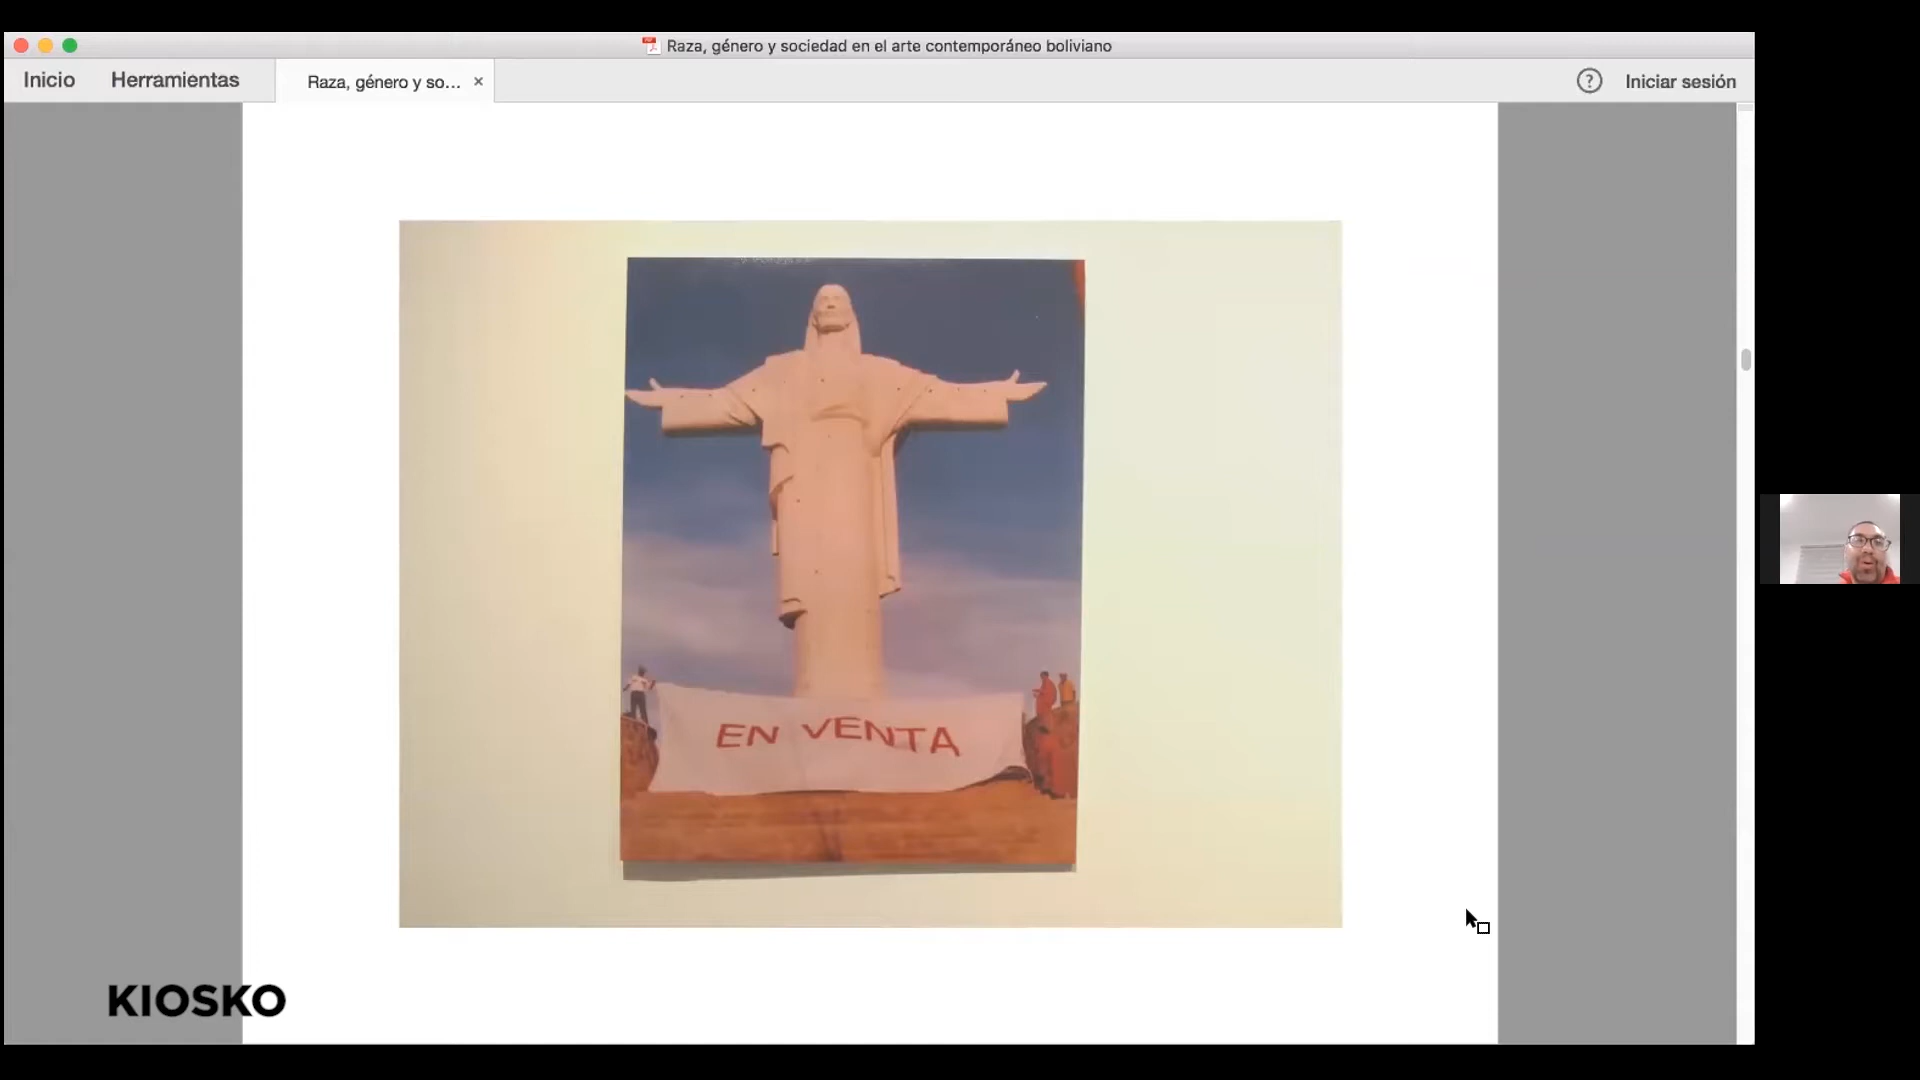 Raza, género y sociedad en el arte contemporáneo boliviano
Inicio
Herramientas
Raza, género y so... ×
?
Iniciar sesión
EN VENTA
KIOSKO